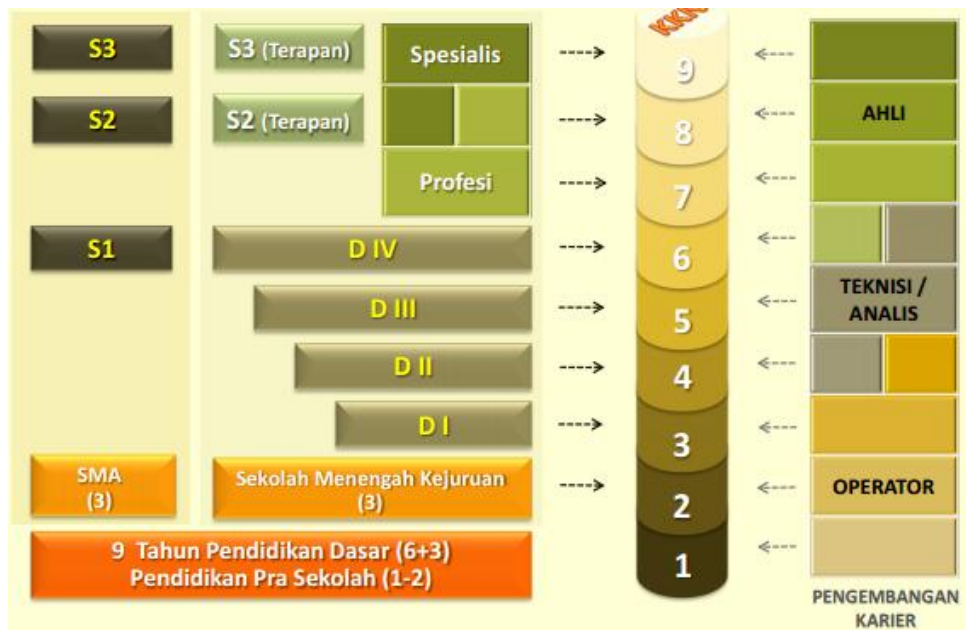 KKNI
S3
S3 (Terapan)
Spesialis
9
S2
S2 (Terapan)
8
AHLI
Profesi
7
S1
D IV
6
D III
5
TEKNISI /
ANALIS
D II
4
D I
3
SMA
(3)
Sekolah Menengah Kejuruan
(3)
2
OPERATOR
9 Tahun Pendidikan Dasar (6+3)
Pendidikan Pra Sekolah (1-2)
1
PENGEMBANGAN
KARIER